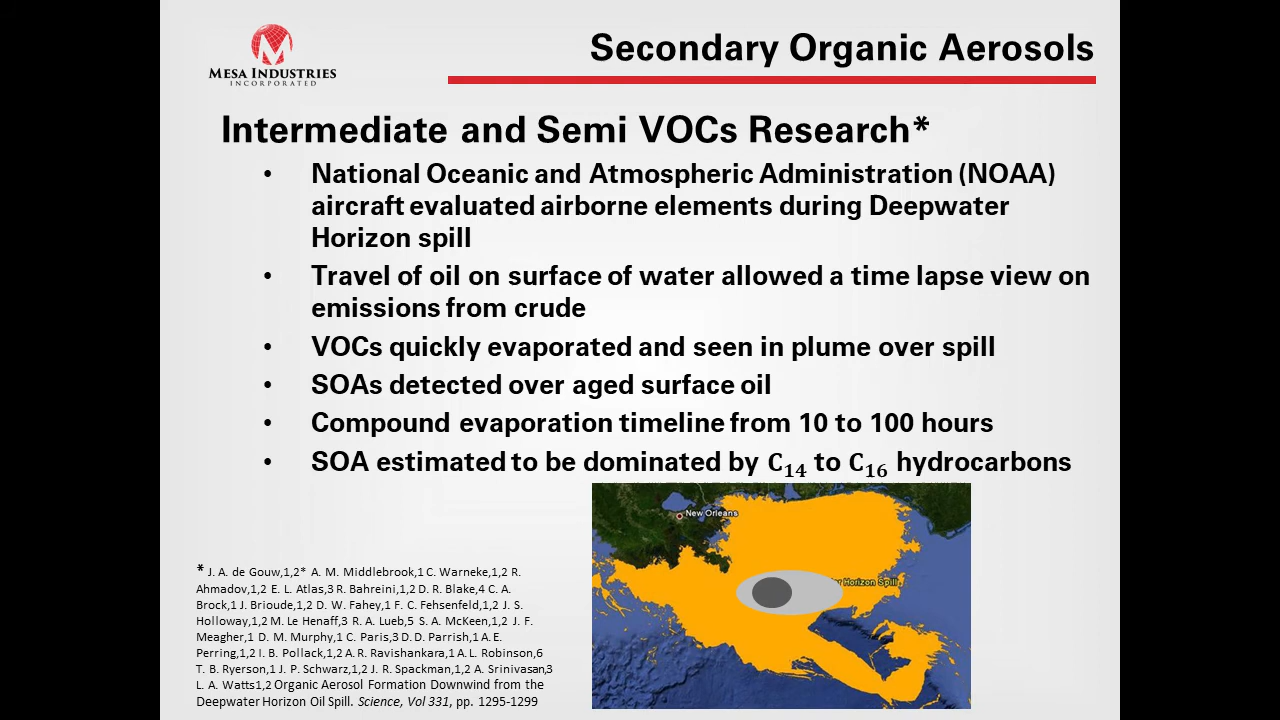 MESA INDUSTRIES
INCORPORATED
Secondary Organic Aerosols
Intermediate and Semi VOCs Research*
• National Oceanic and Atmospheric Administration (NOAA)
aircraft evaluated airborne elements during Deepwater
Horizon spill
• Travel of oil on surface of water allowed a time lapse view on
emissions from crude
• VOCs quickly evaporated and seen in plume over spill
• SOAs detected over aged surface oil
• Compound evaporation timeline from 10 to 100 hours
• SOA estimated to be dominated by C₁₄ to C₁₆ hydrocarbons
New Orleans
Horizon Spill
* J. A. de Gouw,1,2* A. M. Middlebrook,1 C. Warneke,1,2 R.
Ahmadov,1,2 E. L. Atlas,3 R. Bahreini,1,2 D. R. Blake,4 C. A.
Brock,1 J. Brioude,1,2 D. W. Fahey,1 F. C. Fehsenfeld,1,2 J. S.
Holloway,1,2 M. Le Henaff,3 R. A. Lueb,5 S. A. McKeen,1,2 J. F.
Meagher,1 D. M. Murphy,1 C. Paris,3 D. D. Parrish,1 A. E.
Perring,1,2 I. B. Pollack,1,2 A. R. Ravishankara,1 A. L. Robinson,6
T. B. Ryerson,1 J. P. Schwarz,1,2 J. R. Spackman,1,2 A. Srinivasan,3
L. A. Watts1,2 Organic Aerosol Formation Downwind from the
Deepwater Horizon Oil Spill. Science, Vol 331, pp. 1295-1299